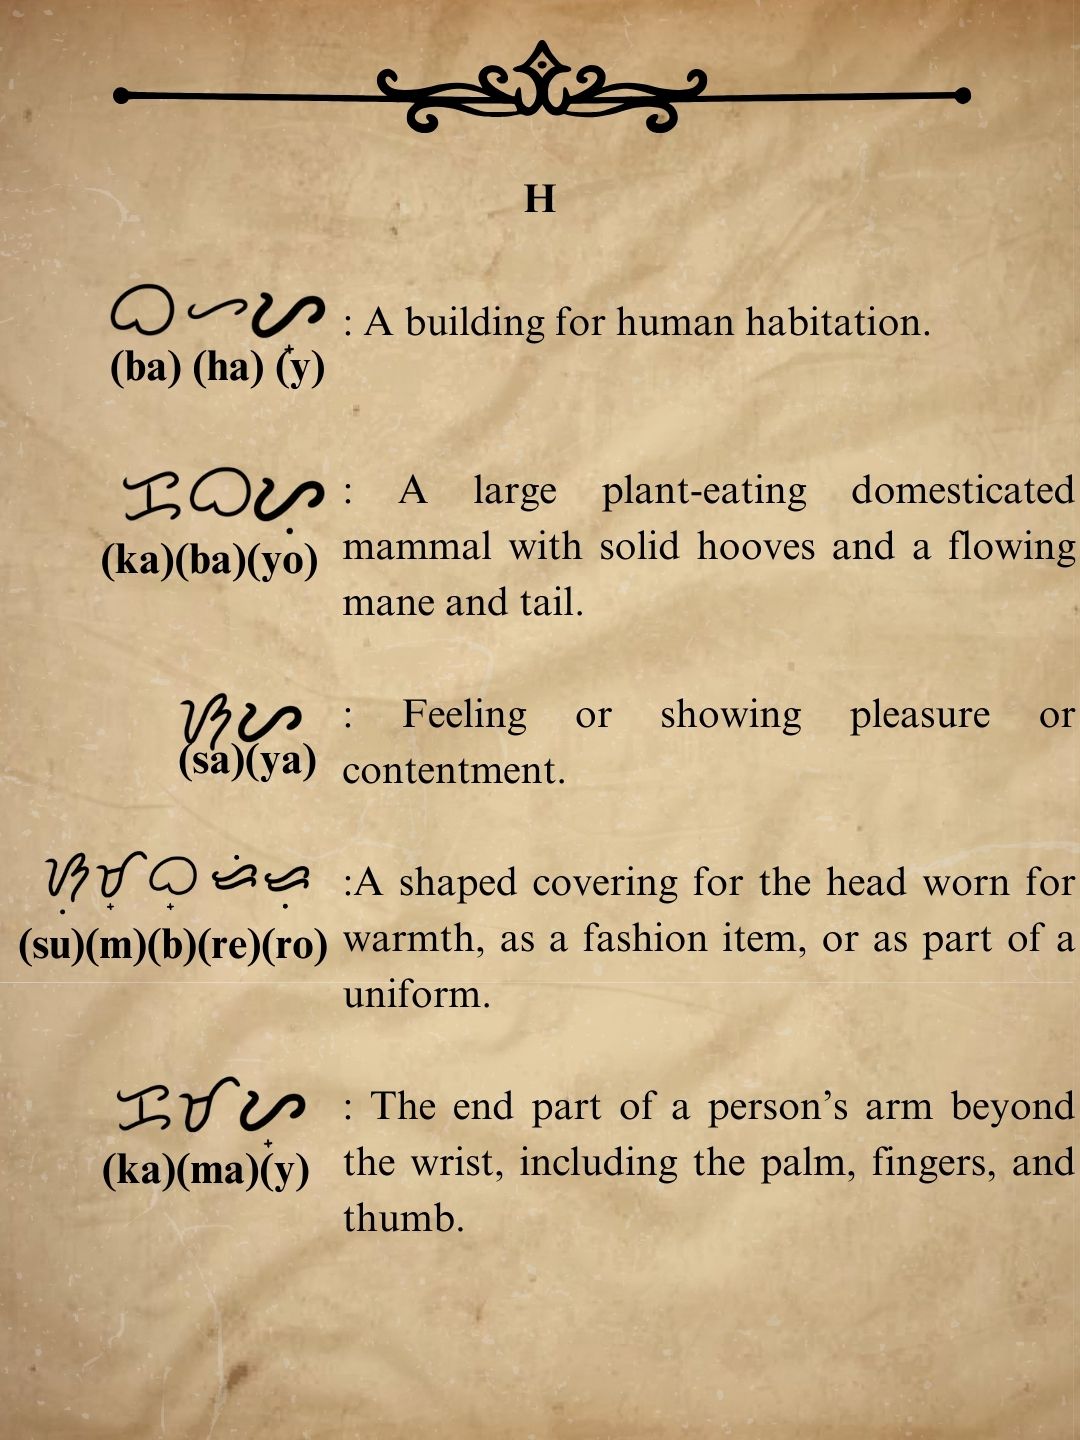 H
ᜊ ᜑ ᜌ᜔ : A building for human habitation.
(ba) (ha) (y)
ᜃᜊᜌᜓ : A large plant-eating domesticated
(ka)(ba)(yo) mammal with solid hooves and a flowing
mane and tail.
ᜐᜌ : Feeling or showing pleasure or
(sa)(ya) contentment.
ᜐᜓᜋ᜔ᜊ᜔ᜍᜒᜍᜓ :A shaped covering for the head worn for
(su)(m)(b)(re)(ro) warmth, as a fashion item, or as part of a
uniform.
ᜃᜋᜌ᜔ : The end part of a person’s arm beyond
(ka)(ma)(y) the wrist, including the palm, fingers, and
thumb.